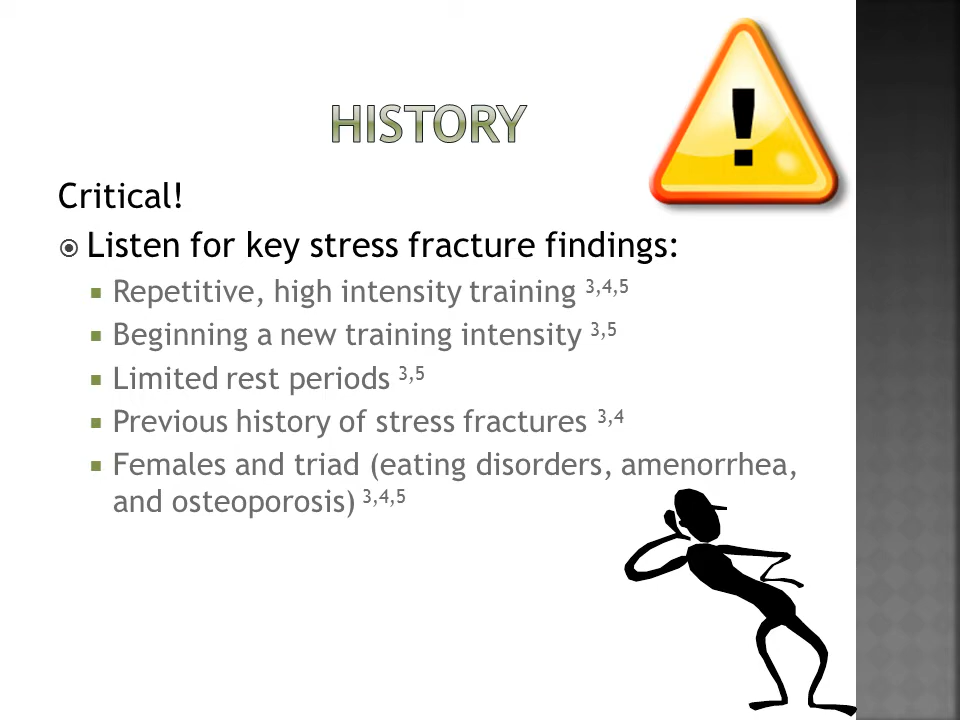 HISTORY
Critical!
Listen for key stress fracture findings:
Repetitive, high intensity training 3,4,5
Beginning a new training intensity 3,5
Limited rest periods 3,5
Previous history of stress fractures 3,4
Females and triad (eating disorders, amenorrhea,
and osteoporosis) 3,4,5